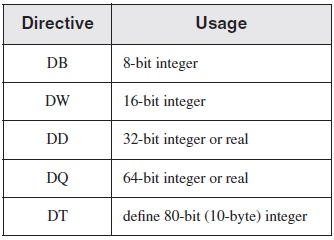 Directive Usage
DB 8-bit integer
DW 16-bit integer
DD 32-bit integer or real
DQ 64-bit integer or real
DT define 80-bit (10-byte) integer